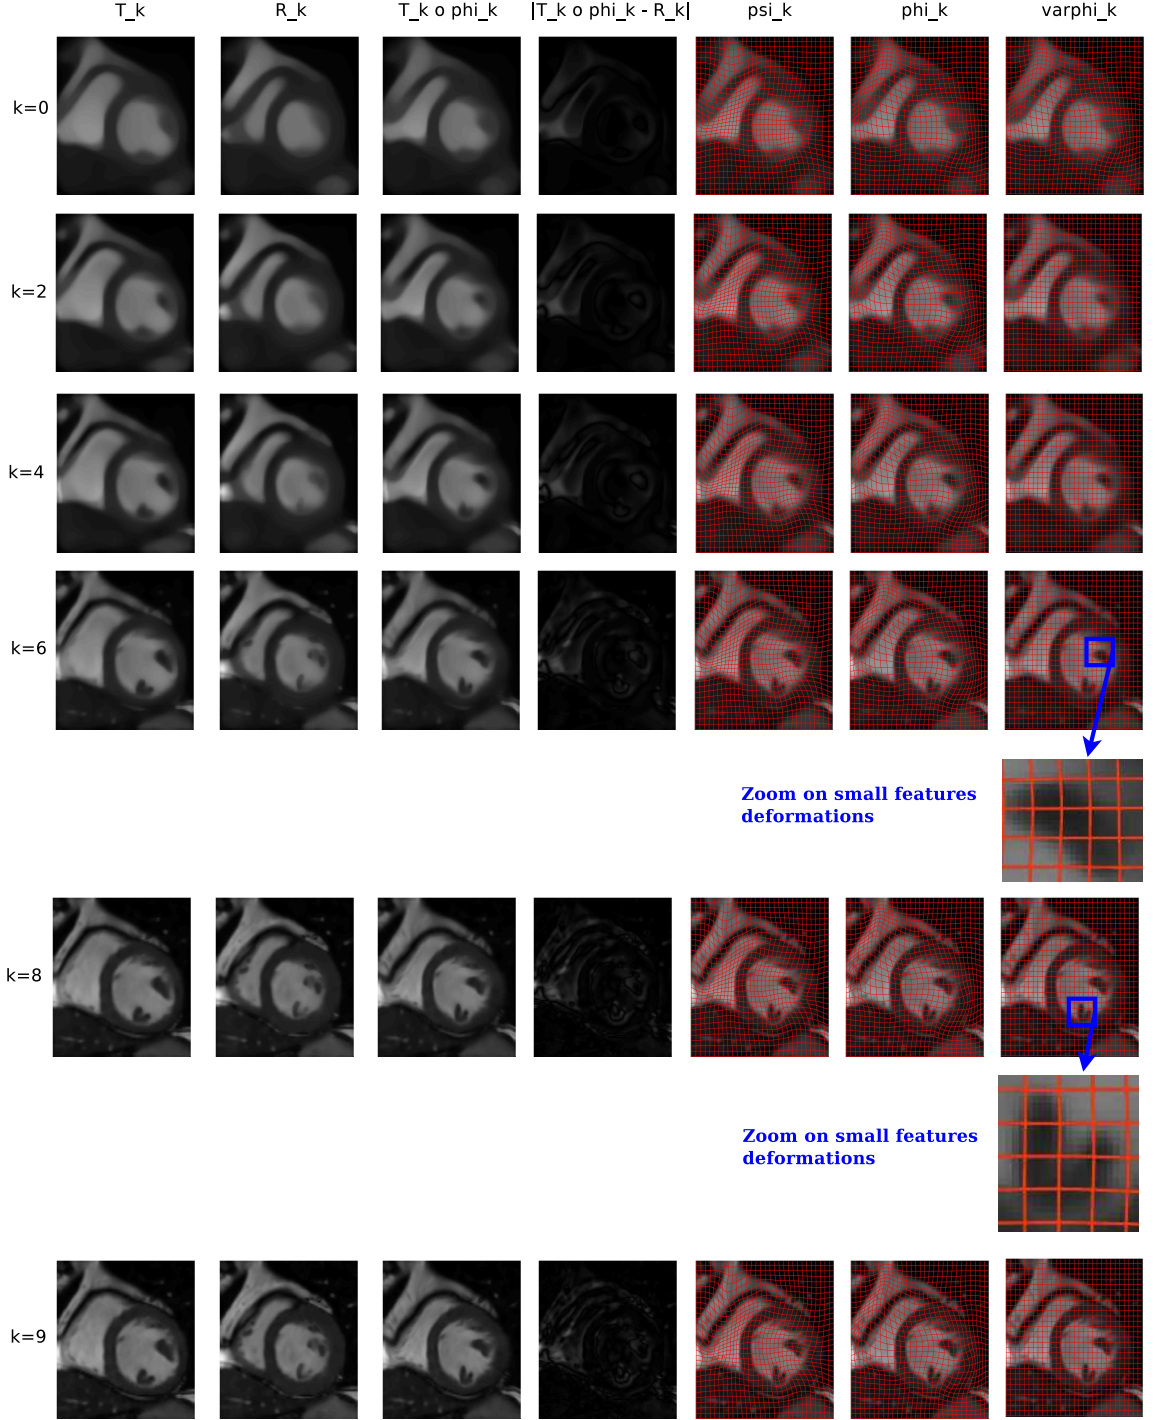 T_k R_k T_k o phi_k |T_k o phi_k - R_k| psi_k phi_k varphi_k
k=0
k=2
k=4
k=6
Zoom on small features
deformations
k=8
Zoom on small features
deformations
k=9